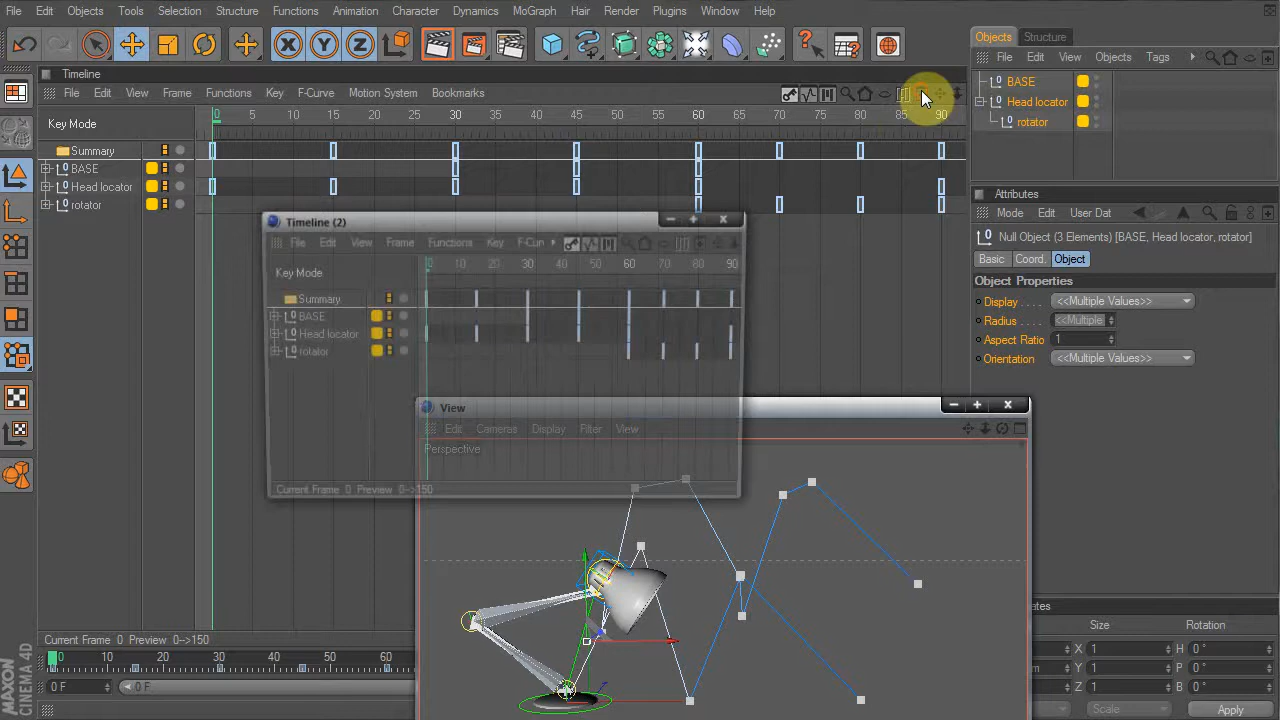 File Edit Objects Tools Selection Structure Functions Animation Character Dynamics MoGraph Hair Render Plugins Window Help
X Y Z
Objects Structure
File Edit View Objects Tags
BASE
Head locator
rotator
Timeline
File Edit View Frame Functions Key F-Curve Motion System Bookmarks
Key Mode
0 5 10 15 20 25 30 35 40 45 50 55 60 65 70 75 80 85 90
Summary
BASE
Head locator
rotator
Attributes
Mode Edit User Dat
Null Object (3 Elements) [BASE, Head locator, rotator]
Basic Coord. Object
Object Properties
Display . . . . <<Multiple Values>>
Radius . . . . <<Multiple
Aspect Ratio 1
Orientation . . <<Multiple Values>>
Timeline (2)
File Edit View Frame Functions Key F-Cur
Key Mode
0 10 20 30 40 50 60 70 80 90
Summary
BASE
Head locator
rotator
Current Frame 0 Preview 0-->150
View
Edit Cameras Display Filter View
Perspective
Current Frame 0 Preview 0-->150
0 5 10 15 20 25 30 35 40 45
0 F 0 F
ates
Size Rotation
X 1 H 0 °
Y 1 P 0 °
Z 1 B 0 °
Scale Apply
MAXON
CINEMA 4D